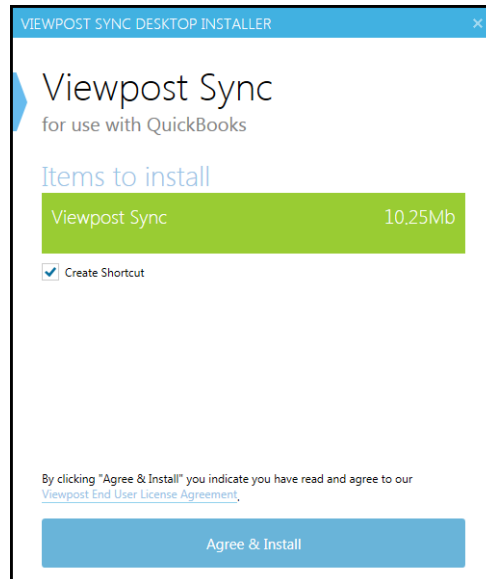 VIEWPOST SYNC DESKTOP INSTALLER
Viewpost Sync
for use with QuickBooks
Items to install
Viewpost Sync 10.25Mb
Create Shortcut
By clicking "Agree & Install" you indicate you have read and agree to our
Viewpost End User License Agreement.
Agree & Install